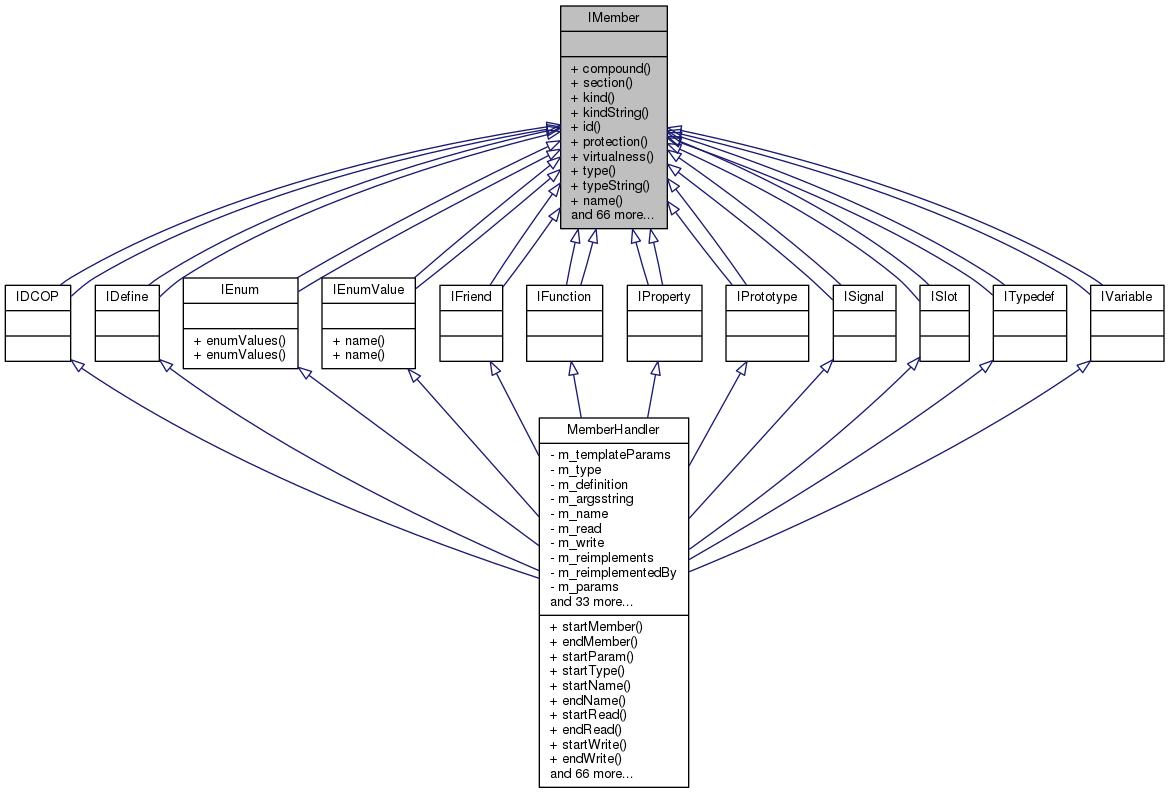 IMember
+ compound()
+ section()
+ kind()
+ kindString()
+ id()
+ protection()
+ virtualness()
+ type()
+ typeString()
+ name()
and 66 more...
IDCOP
IDefine
IEnum
+ enumValues()
+ enumValues()
IEnumValue
+ name()
+ name()
IFriend
IFunction
IProperty
IPrototype
ISignal
ISlot
ITypedef
IVariable
MemberHandler
- m_templateParams
- m_type
- m_definition
- m_argsstring
- m_name
- m_read
- m_write
- m_reimplements
- m_reimplementedBy
- m_params
and 33 more...
+ startMember()
+ endMember()
+ startParam()
+ startType()
+ startName()
+ endName()
+ startRead()
+ endRead()
+ startWrite()
+ endWrite()
and 66 more...